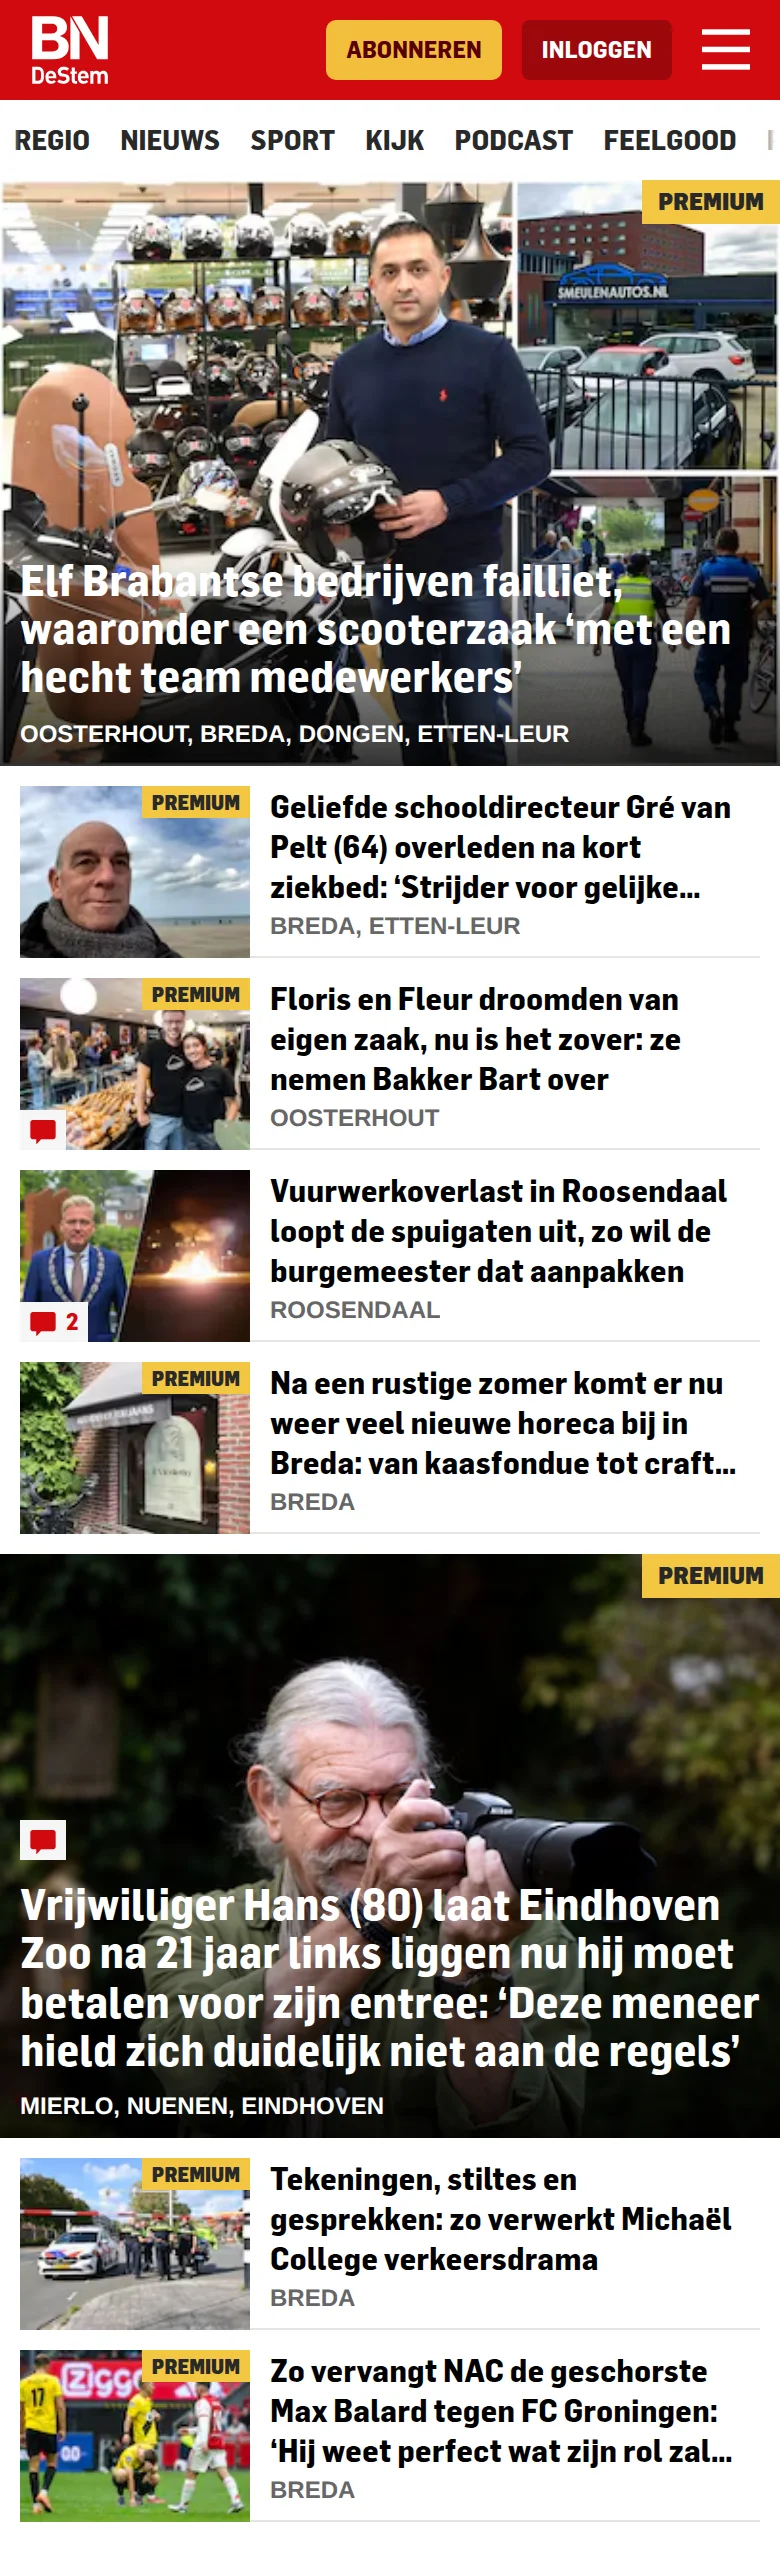 BN
DeStem
ABONNEREN
INLOGGEN
REGIO NIEUWS SPORT KIJK PODCAST FEELGOOD
PREMIUM
SMEULENAUTOS.NL
Elf Brabantse bedrijven failliet,
waaronder een scooterzaak ‘met een
hecht team medewerkers’
OOSTERHOUT, BREDA, DONGEN, ETTEN-LEUR
PREMIUM
Geliefde schooldirecteur Gré van
Pelt (64) overleden na kort
ziekbed: ‘Strijder voor gelijke...
BREDA, ETTEN-LEUR
PREMIUM
Floris en Fleur droomden van
eigen zaak, nu is het zover: ze
nemen Bakker Bart over
OOSTERHOUT
2
Vuurwerkoverlast in Roosendaal
loopt de spuigaten uit, zo wil de
burgemeester dat aanpakken
ROOSENDAAL
PREMIUM
Na een rustige zomer komt er nu
weer veel nieuwe horeca bij in
Breda: van kaasfondue tot craft...
BREDA
PREMIUM
Vrijwilliger Hans (80) laat Eindhoven
Zoo na 21 jaar links liggen nu hij moet
betalen voor zijn entree: ‘Deze meneer
hield zich duidelijk niet aan de regels’
MIERLO, NUENEN, EINDHOVEN
PREMIUM
Tekeningen, stiltes en
gesprekken: zo verwerkt Michaël
College verkeersdrama
BREDA
PREMIUM
Ziggo
17
Zo vervangt NAC de geschorste
Max Balard tegen FC Groningen:
‘Hij weet perfect wat zijn rol zal...
BREDA